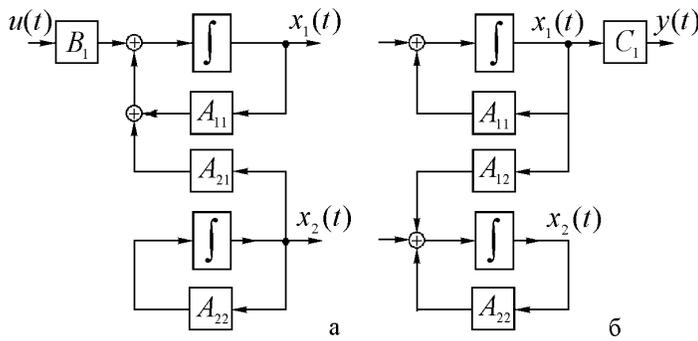 u(t) B₁ ∫ x₁(t) ∫ x₁(t) C₁ y(t)
A₁₁ A₁₁
A₂₁ A₁₂
∫ x₂(t) ∫ x₂(t)
A₂₂ A₂₂
а б